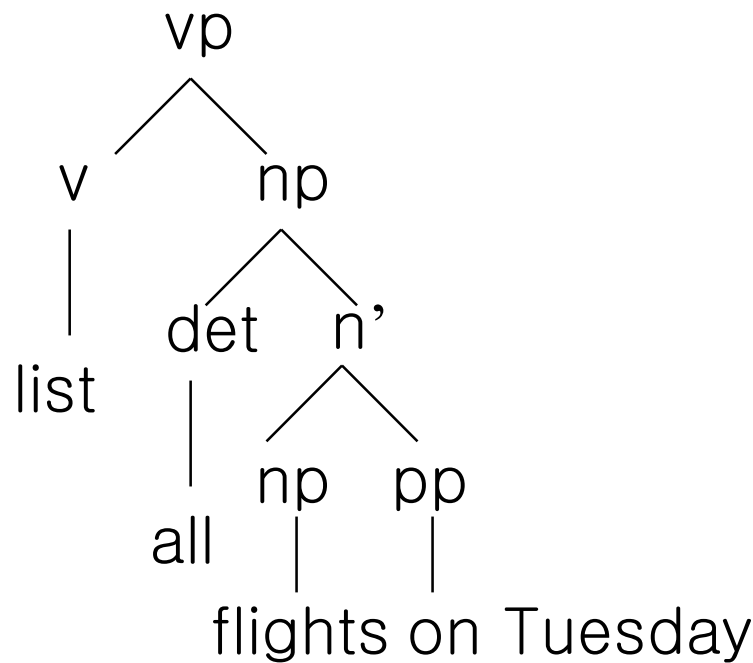 vp
v np
det n’
list
np pp
all
flights on Tuesday